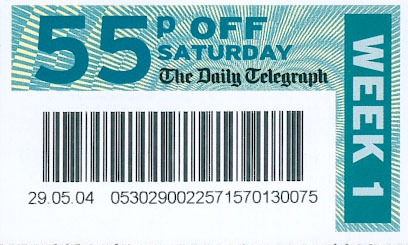 55P OFF
SATURDAY
The Daily Telegraph
WEEK 1
29.05.04 0530290022571570130075